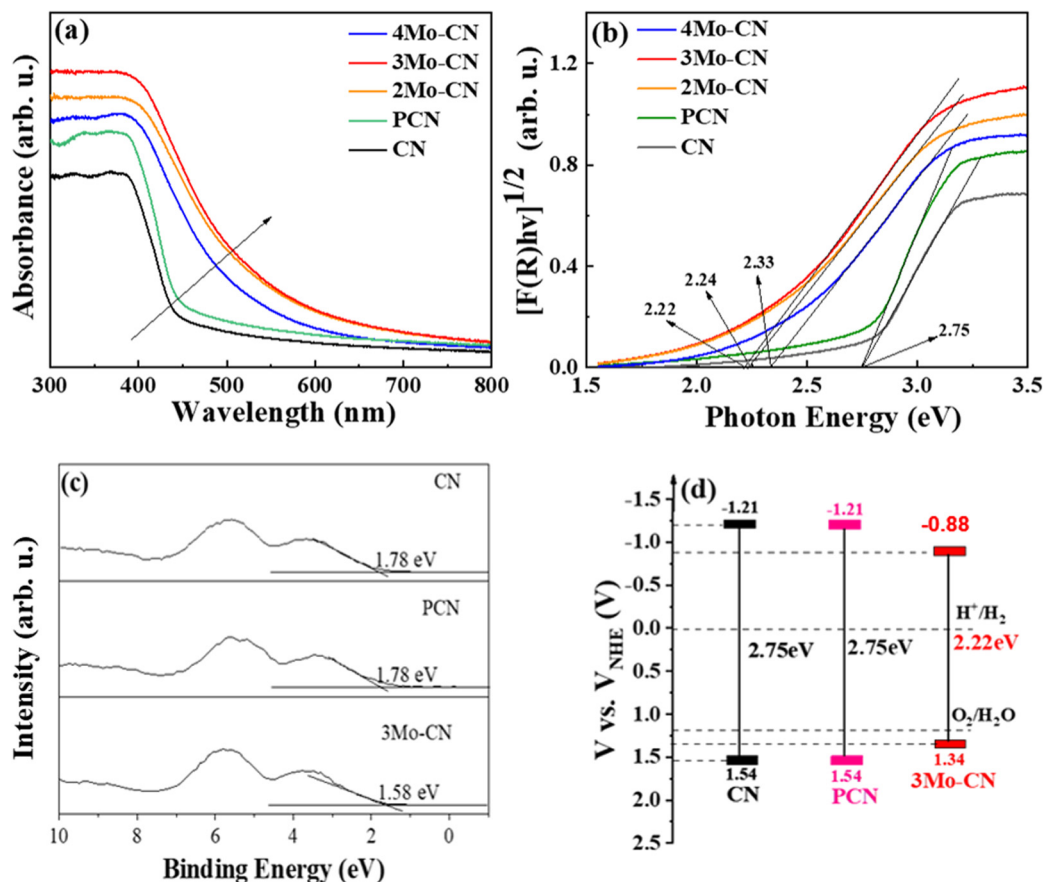 (a)
4Mo-CN
3Mo-CN
2Mo-CN
PCN
CN
Absorbance (arb. u.)
300 400 500 600 700 800
Wavelength (nm)
(b)
4Mo-CN
3Mo-CN
2Mo-CN
PCN
CN
[F(R)hv]^1/2 (arb. u.)
1.2
0.8
0.4
0.0
2.22
2.24
2.33
2.75
1.5 2.0 2.5 3.0 3.5
Photon Energy (eV)
(c)
CN
1.78 eV
PCN
1.78 eV
3Mo-CN
1.58 eV
Intensity (arb. u.)
10 8 6 4 2 0
Binding Energy (eV)
(d)
V vs. V_NHE (V)
-1.5
-1.0
-0.5
0.0
0.5
1.0
1.5
2.0
2.5
-1.21
-1.21
-0.88
H⁺/H₂
2.75eV
2.75eV
2.22eV
O₂/H₂O
1.54
1.54
1.34
CN
PCN
3Mo-CN